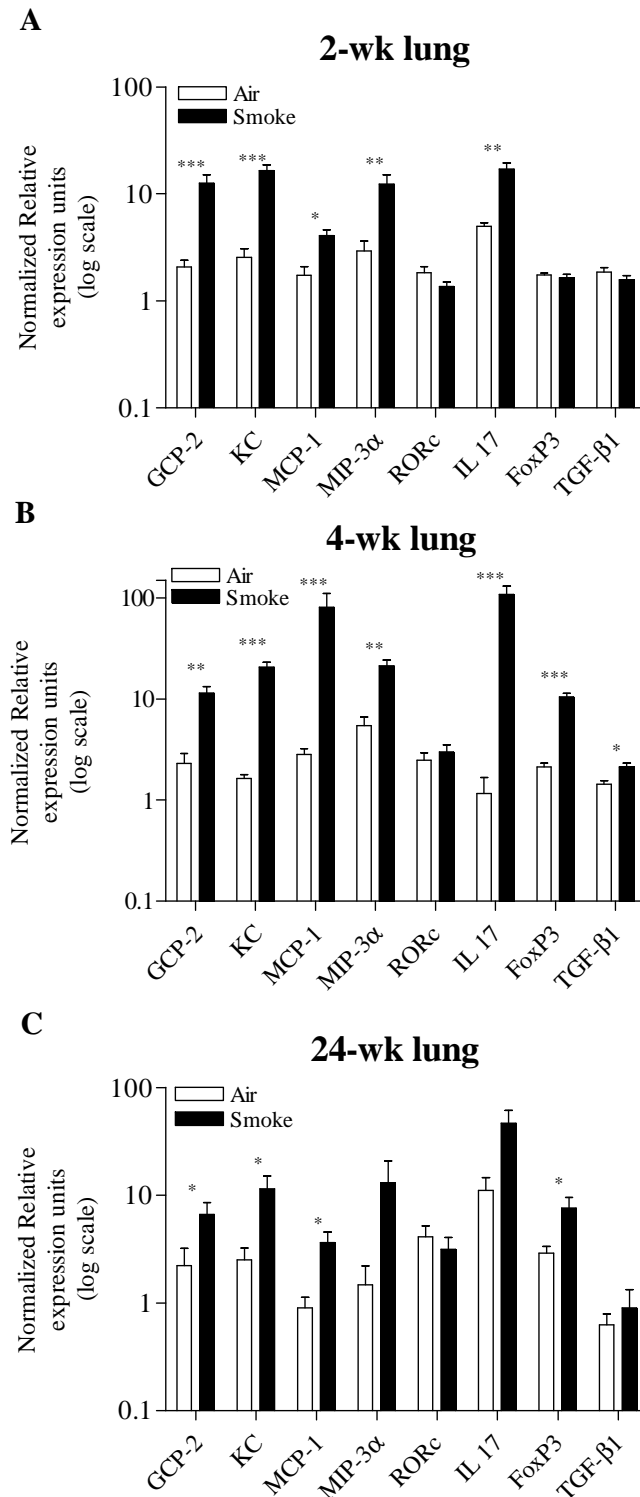 A
2-wk lung
Normalized Relative
expression units
(log scale)
100
10
1
0.1
Air
Smoke
***
***
*
**
**
GCP-2
KC
MCP-1
MIP-3α
RORc
IL 17
FoxP3
TGF-β1
B
4-wk lung
Normalized Relative
expression units
(log scale)
100
10
1
0.1
Air
Smoke
**
***
***
**
***
***
*
GCP-2
KC
MCP-1
MIP-3α
RORc
IL 17
FoxP3
TGF-β1
C
24-wk lung
Normalized Relative
expression units
(log scale)
100
10
1
0.1
Air
Smoke
*
*
*
*
GCP-2
KC
MCP-1
MIP-3α
RORc
IL 17
FoxP3
TGF-β1